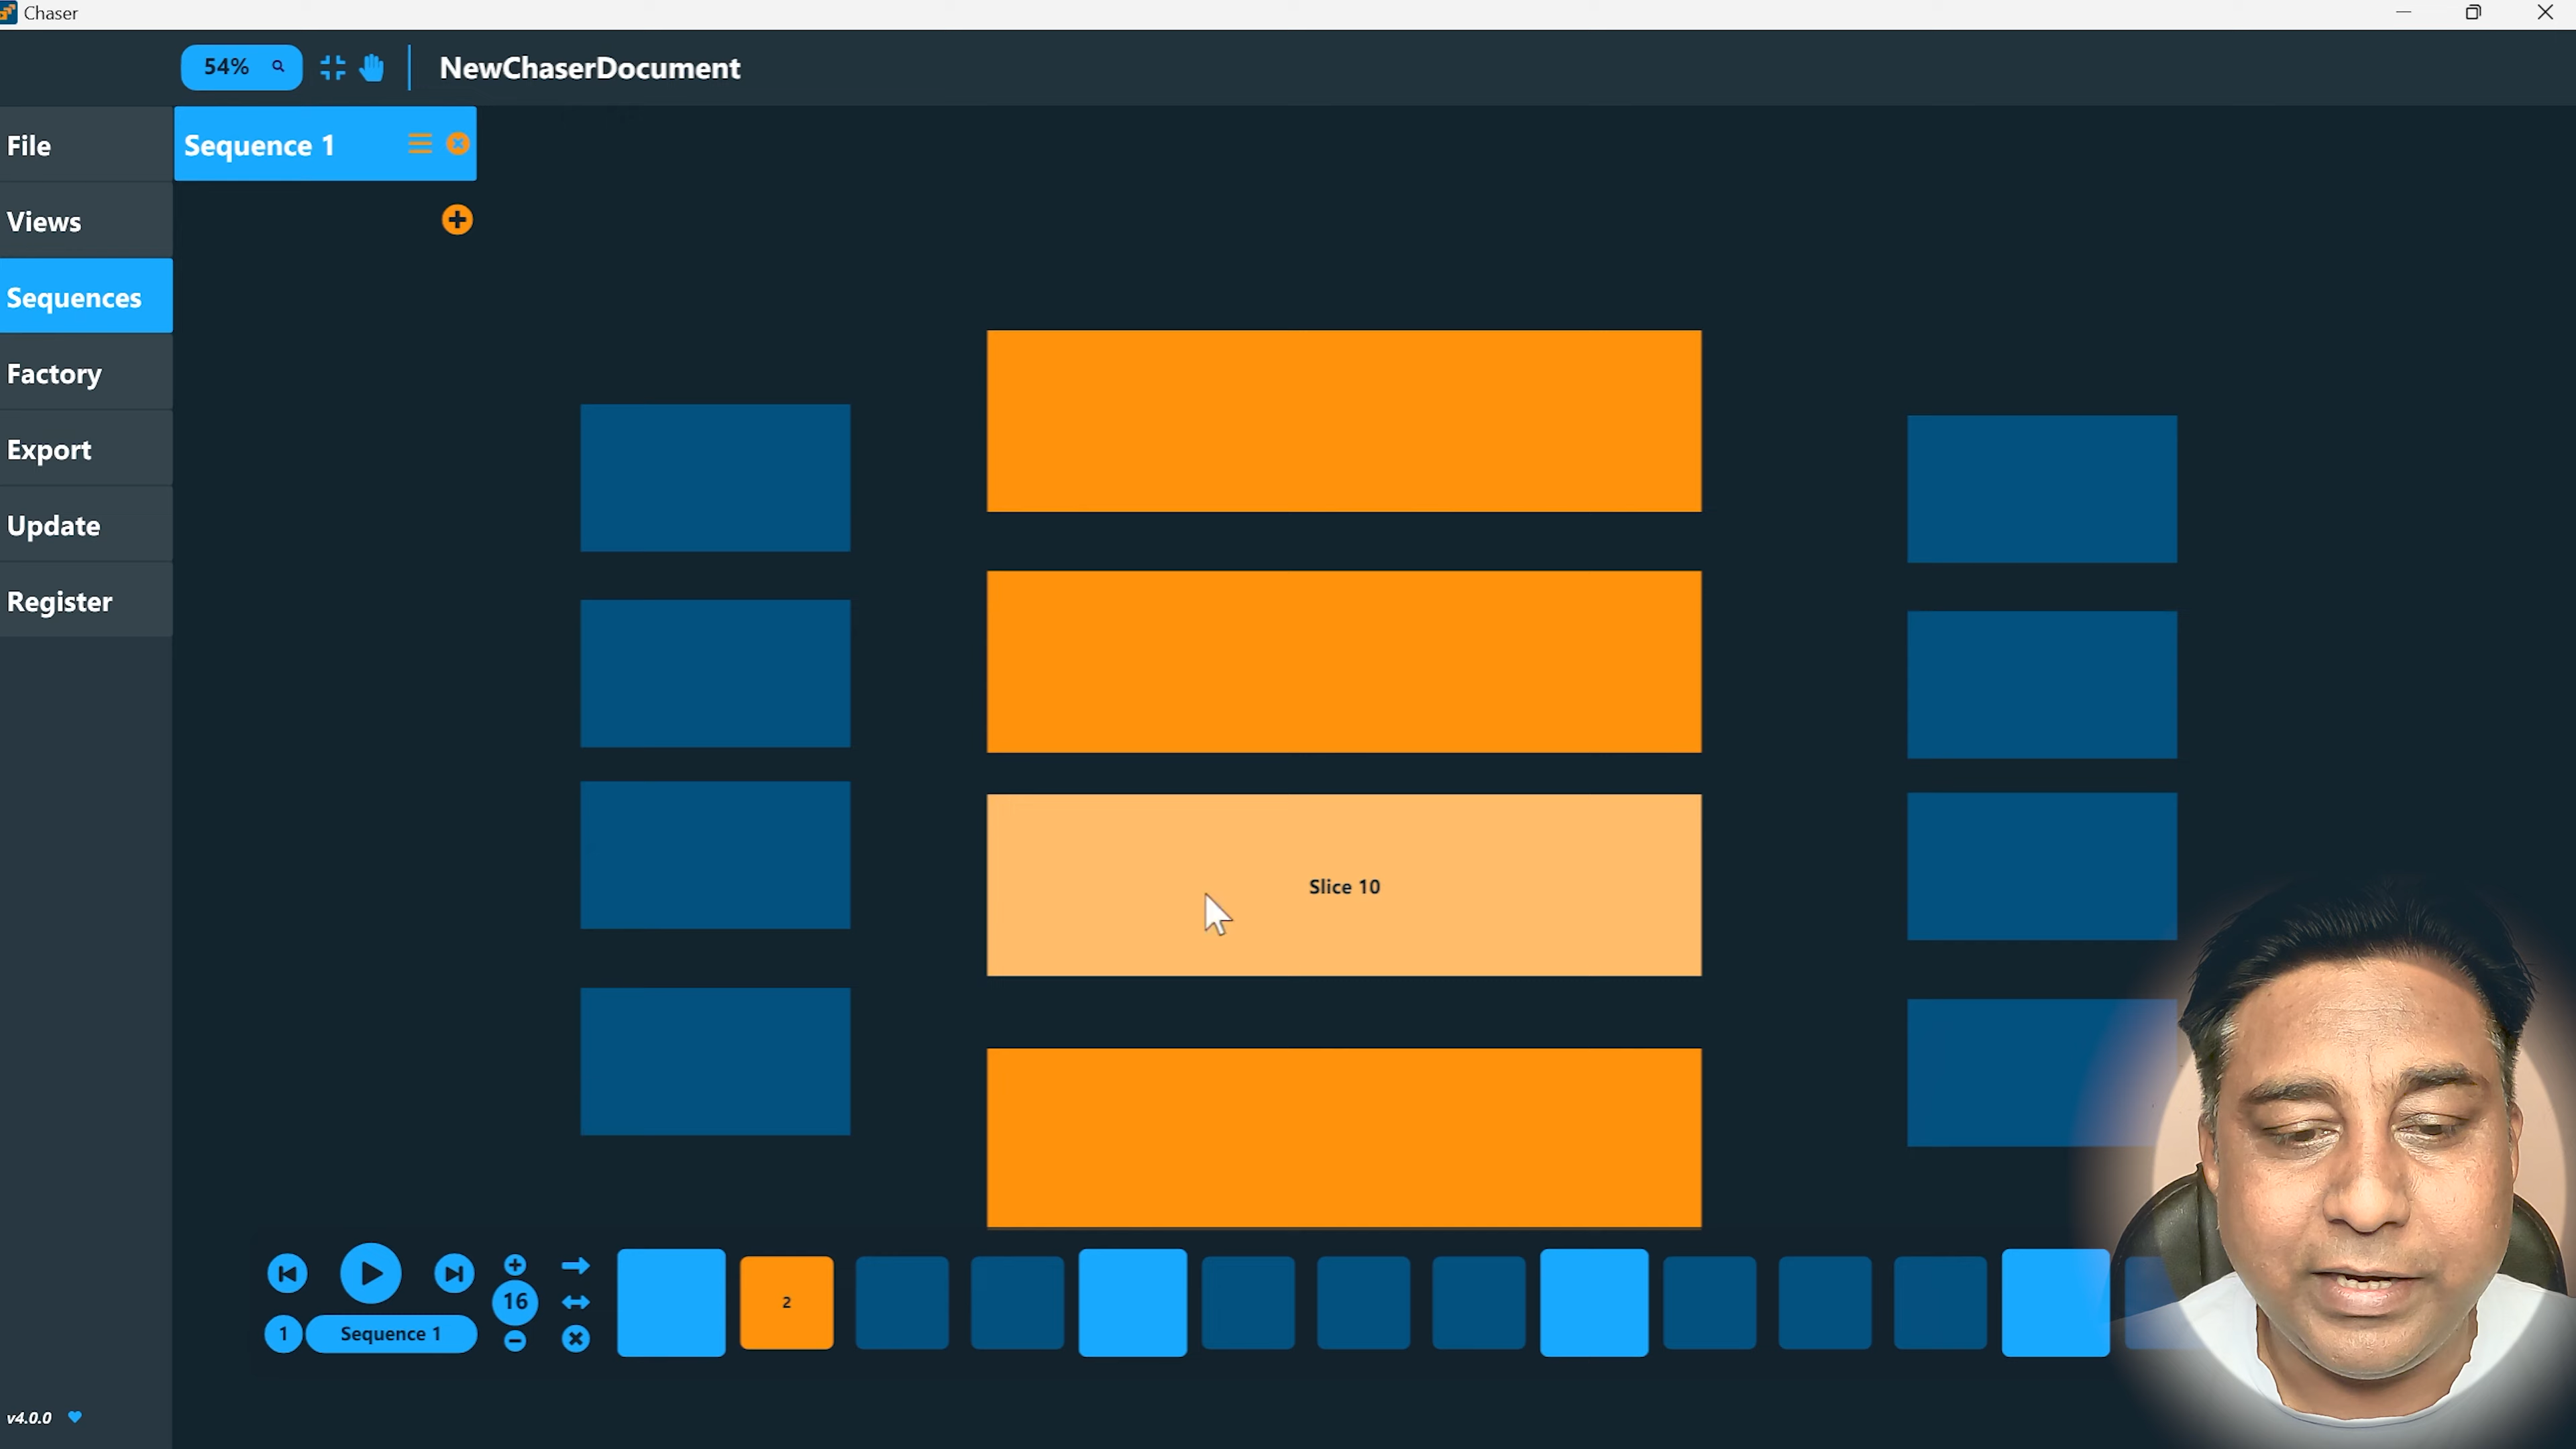 Chaser
54%
NewChaserDocument
File
Sequence 1
Views
Sequences
Factory
Export
Update
Register
Slice 10
16
2
1
Sequence 1
v4.0.0